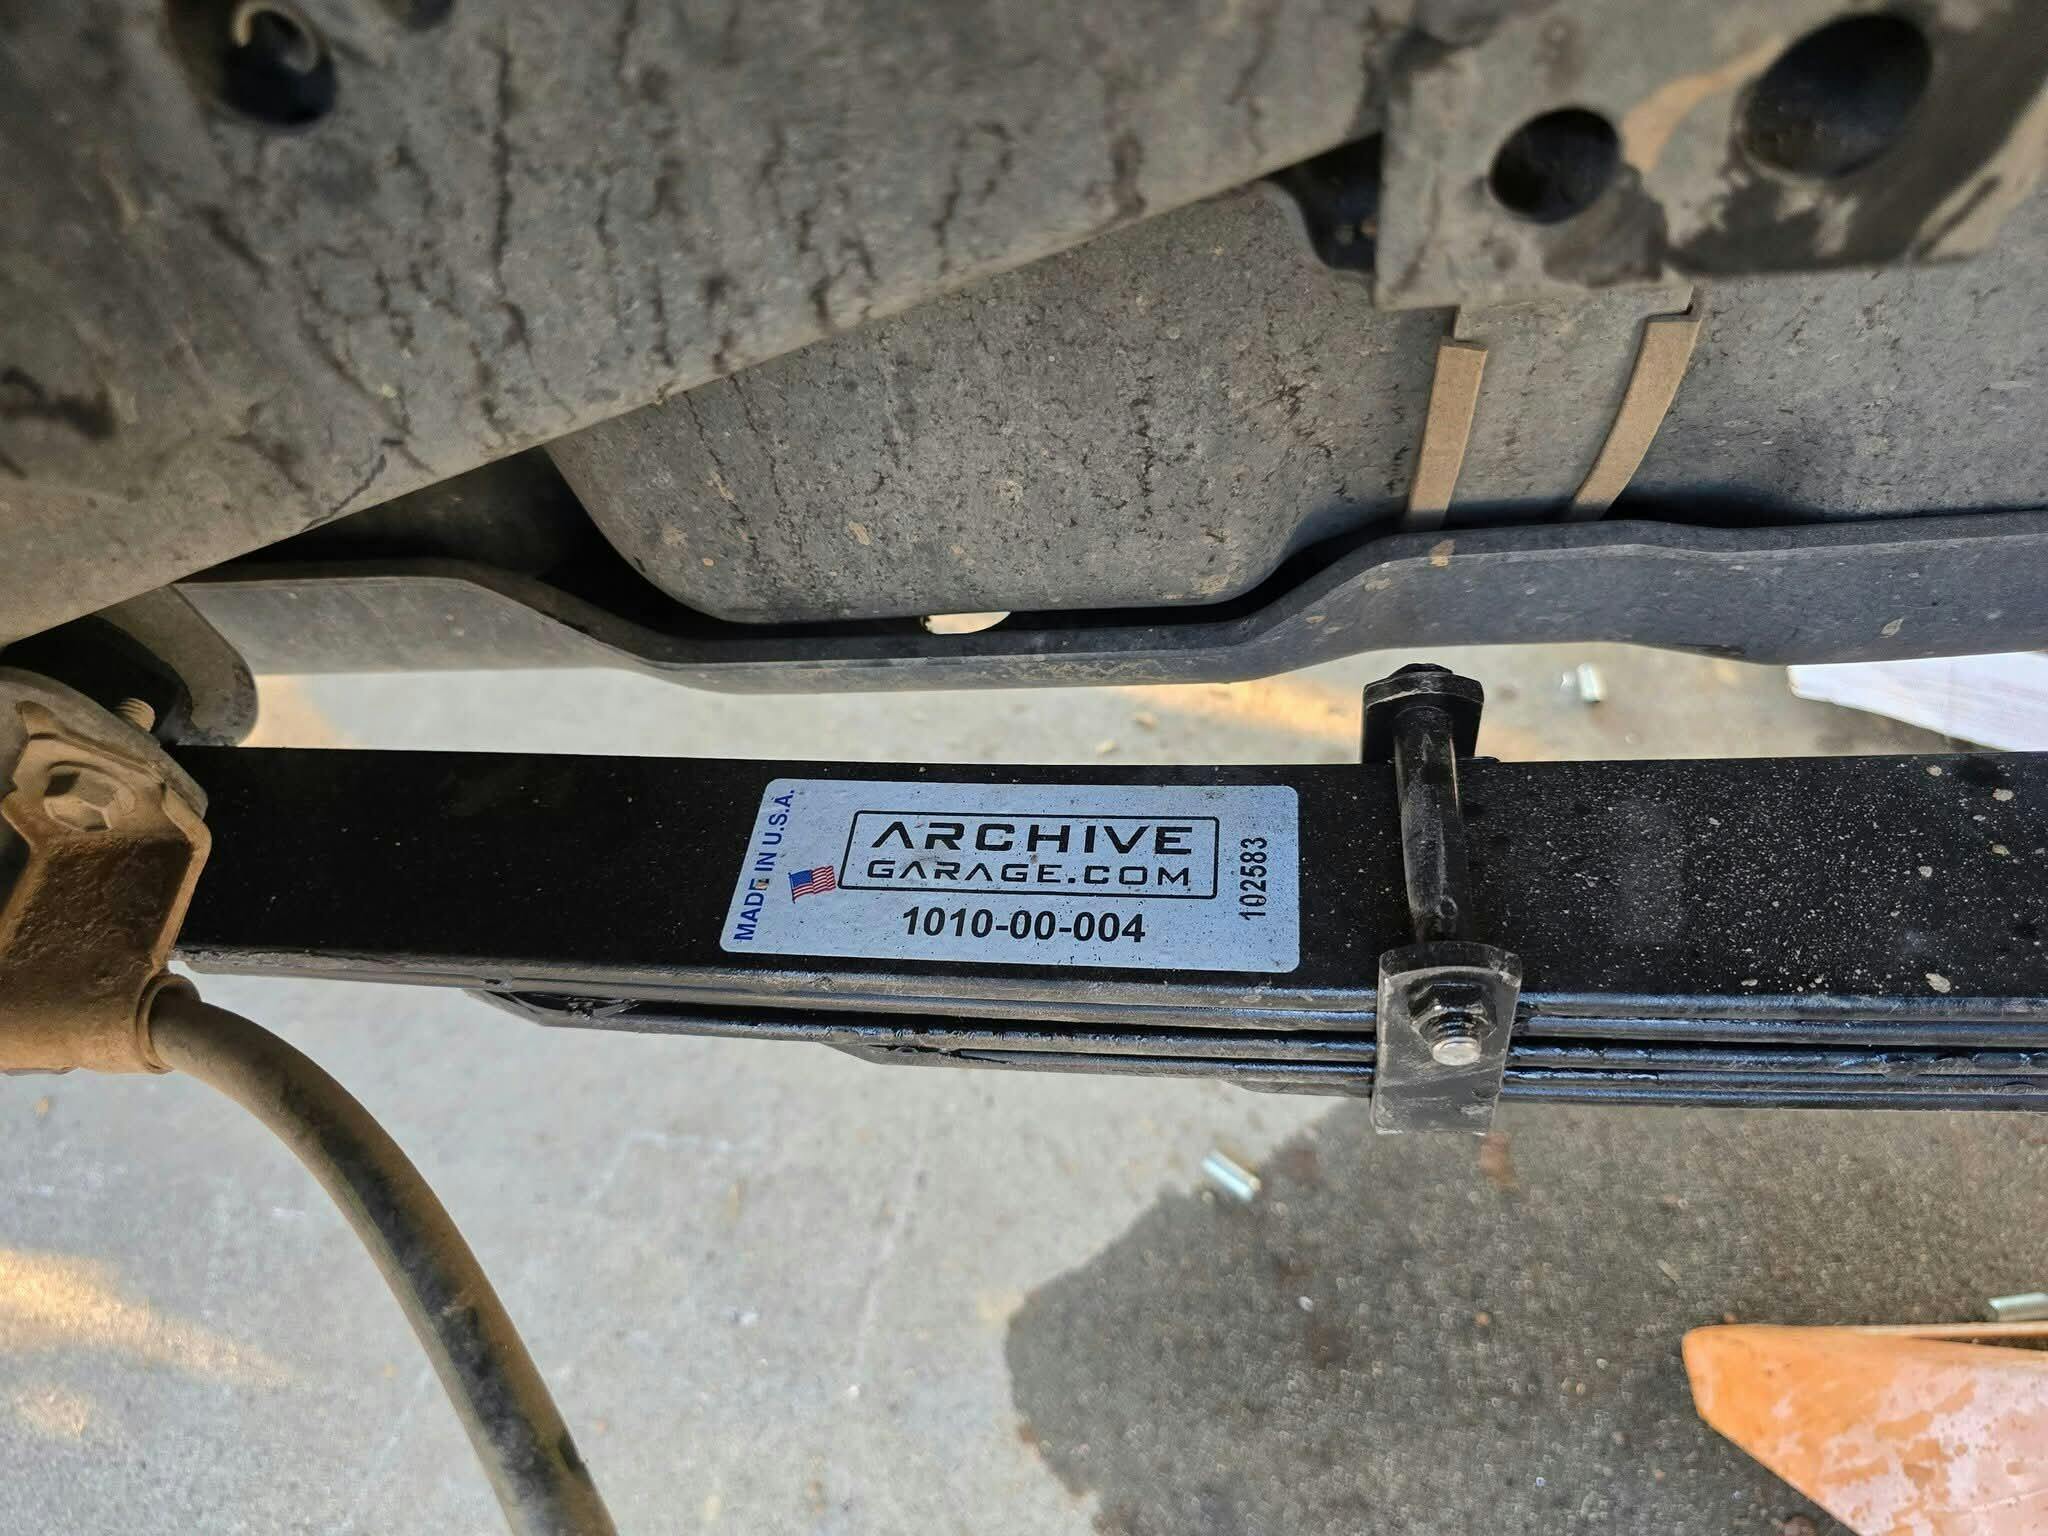 MADE IN U.S.A.
ARCHIVE
GARAGE.COM
1010-00-004
102583